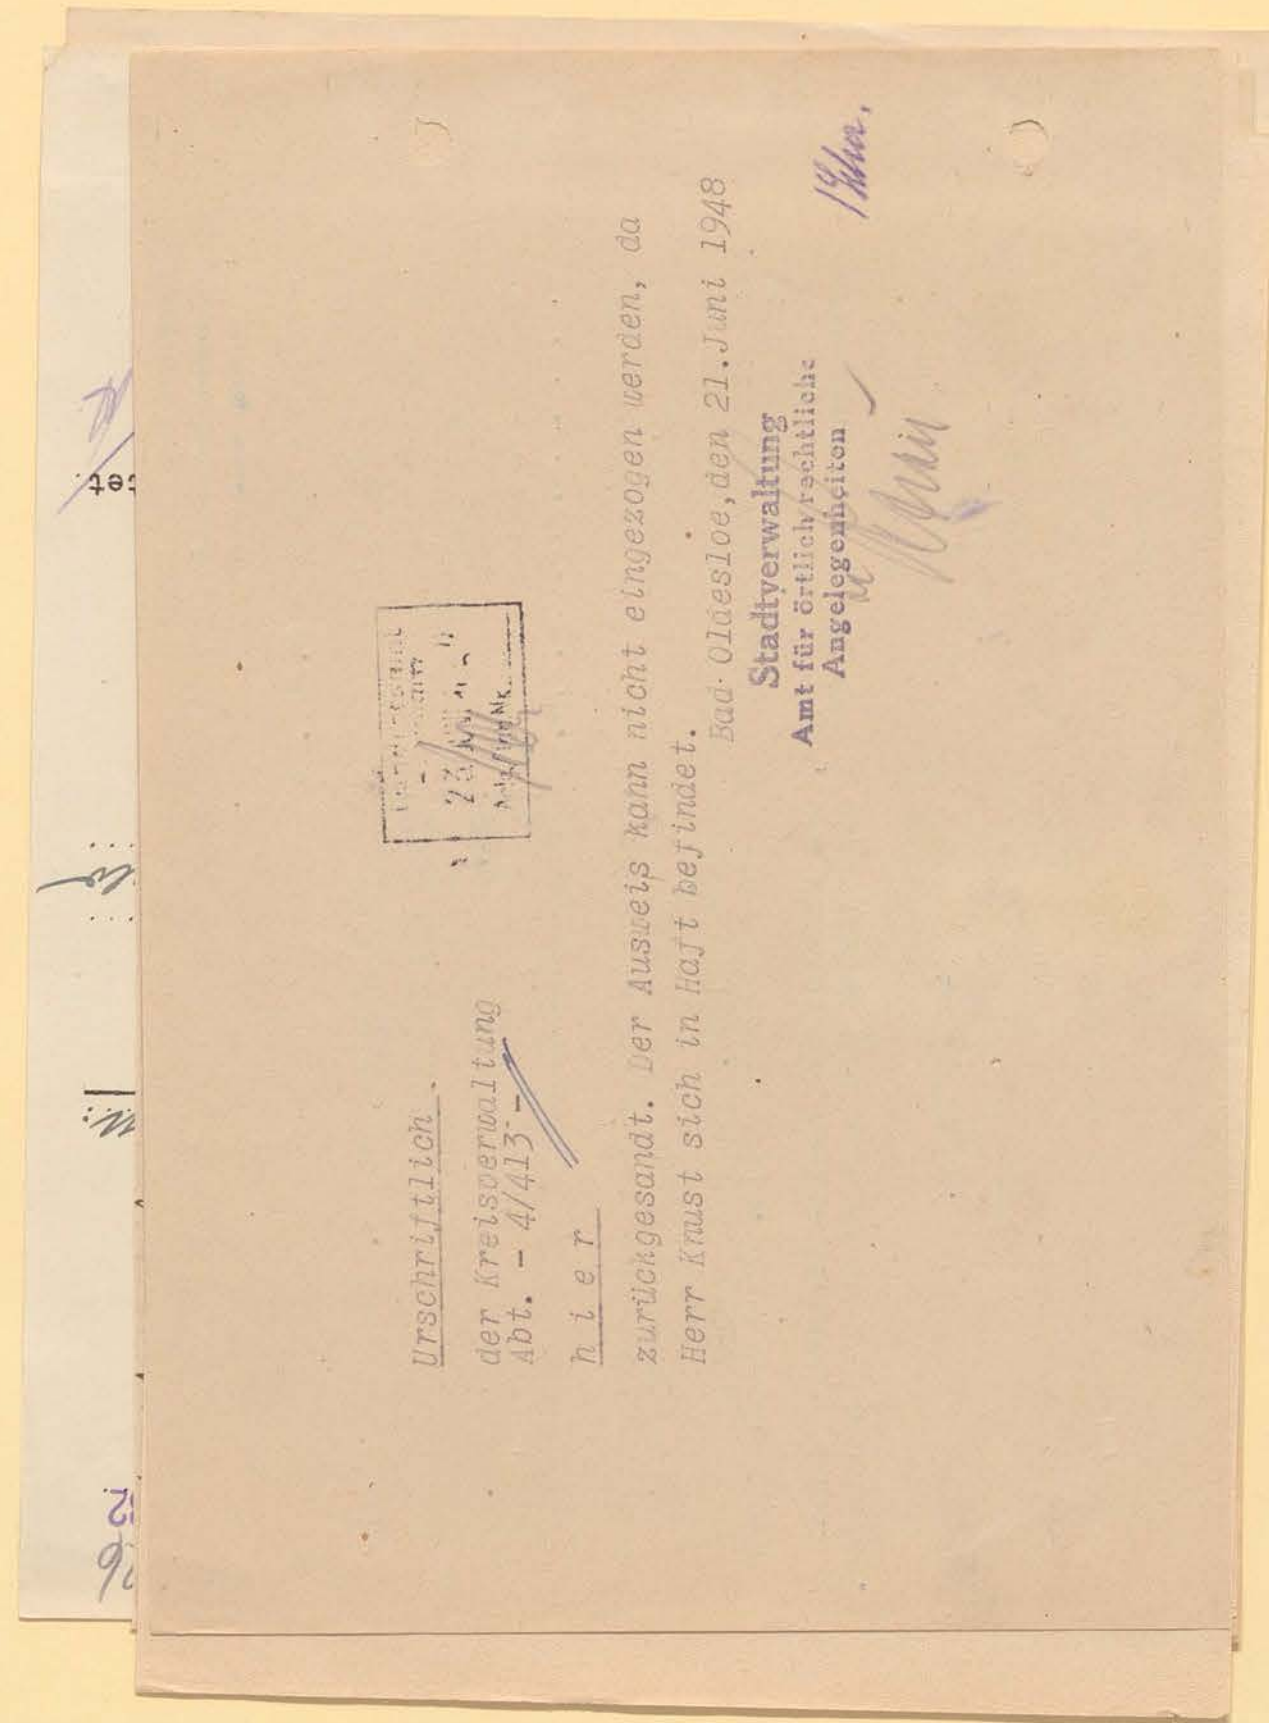 Urschriftlich.
der Kreisverwaltung
Abt. - 4/413 -
h i e r
zurückgesandt. Der Ausweis kann nicht eingezogen werden, da
Herr Knust sich in Haft befindet.
Bad Oldesloe, den 21.Juni 1948
Stadtverwaltung
Amt für örtlich/rechtliche
Angelegenheiten